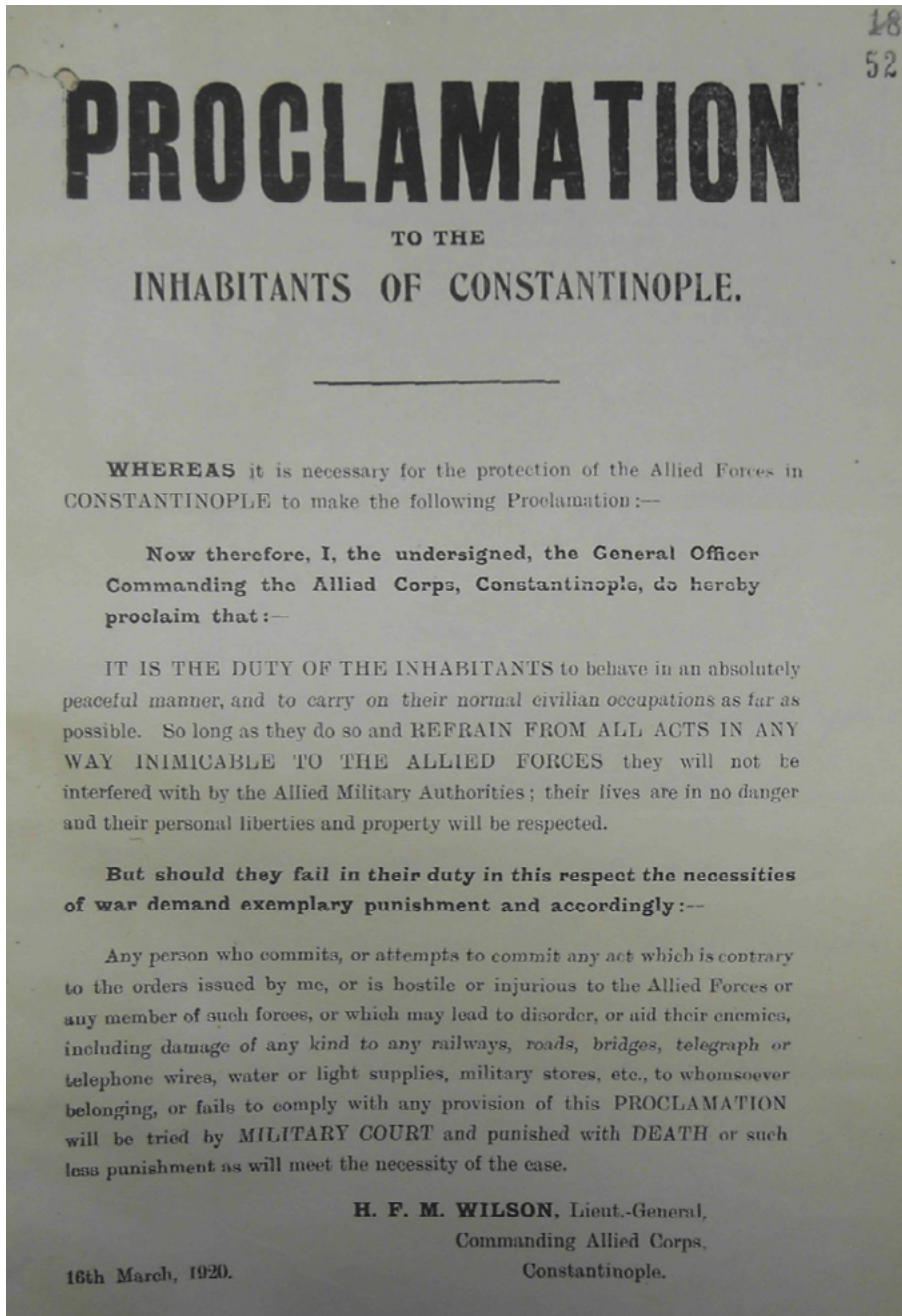 18
52
PROCLAMATION
TO THE
INHABITANTS OF CONSTANTINOPLE.
WHEREAS it is necessary for the protection of the Allied Forces in
CONSTANTINOPLE to make the following Proclamation:—
Now therefore, I, the undersigned, the General Officer
Commanding the Allied Corps, Constantinople, do hereby
proclaim that:—
IT IS THE DUTY OF THE INHABITANTS to behave in an absolutely
peaceful manner, and to carry on their normal civilian occupations as far as
possible. So long as they do so and REFRAIN FROM ALL ACTS IN ANY
WAY INIMICABLE TO THE ALLIED FORCES they will not be
interfered with by the Allied Military Authorities; their lives are in no danger
and their personal liberties and property will be respected.
But should they fail in their duty in this respect the necessities
of war demand exemplary punishment and accordingly:—
Any person who commits, or attempts to commit any act which is contrary
to the orders issued by me, or is hostile or injurious to the Allied Forces or
any member of such forces, or which may lead to disorder, or aid their enemies,
including damage of any kind to any railways, roads, bridges, telegraph or
telephone wires, water or light supplies, military stores, etc., to whomsoever
belonging, or fails to comply with any provision of this PROCLAMATION
will be tried by MILITARY COURT and punished with DEATH or such
less punishment as will meet the necessity of the case.
H. F. M. WILSON, Lieut.-General,
Commanding Allied Corps,
16th March, 1920. Constantinople.